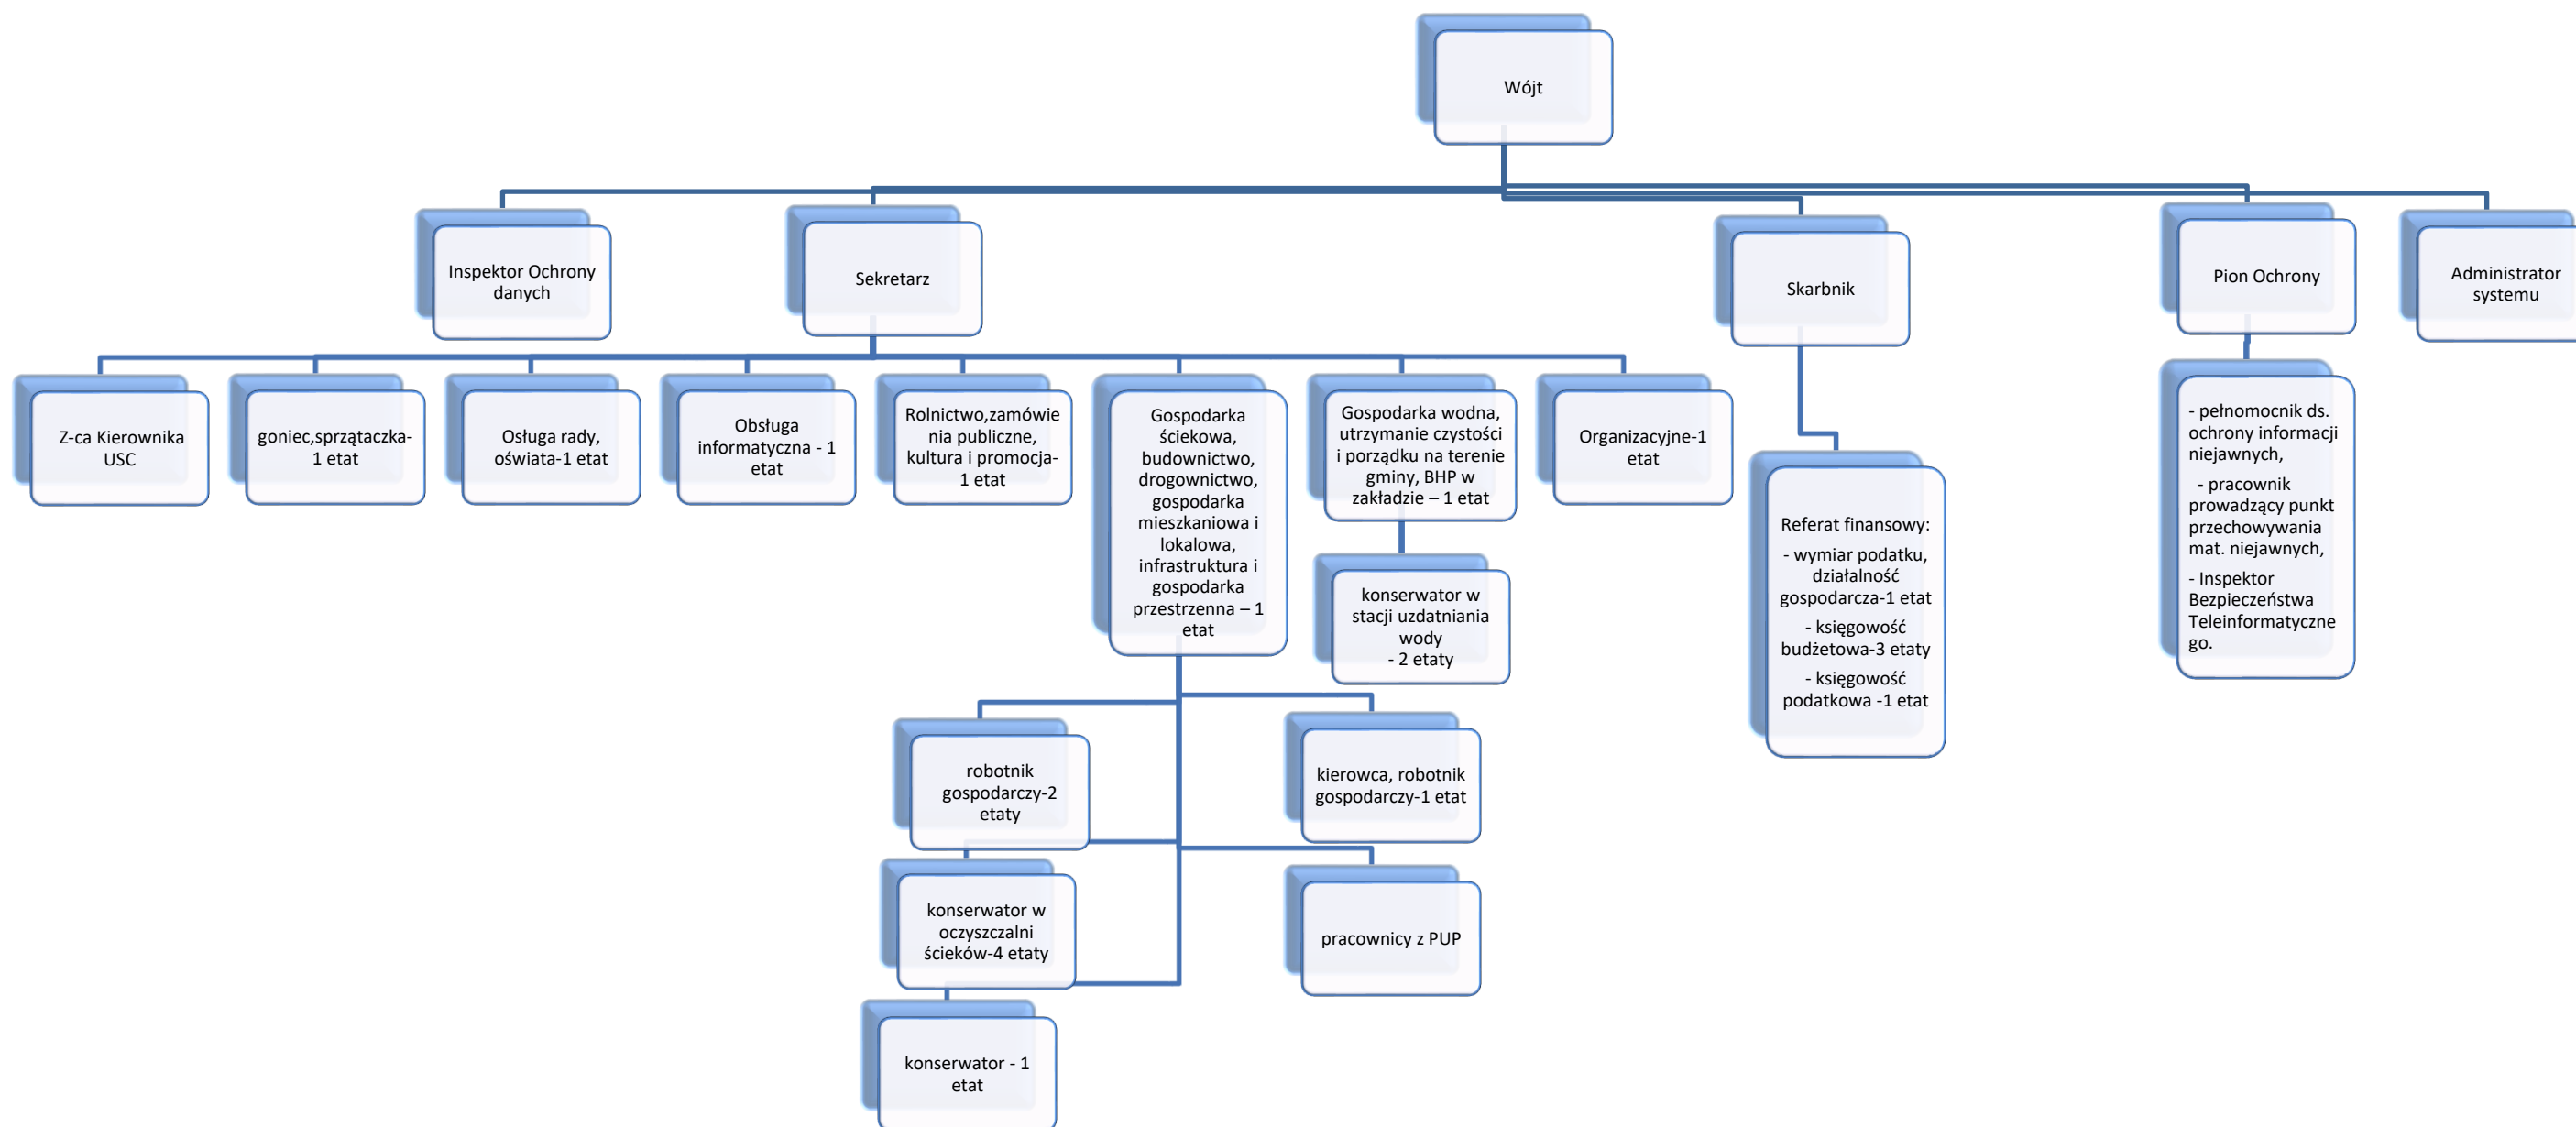 Wójt
Inspektor Ochrony
danych
Sekretarz
Skarbnik
Pion Ochrony
Administrator
systemu
Z-ca Kierownika
USC
goniec,sprzątaczka-
1 etat
Osługa rady,
oświata-1 etat
Obsługa
informatyczna - 1
etat
Rolnictwo,zamówie
nia publiczne,
kultura i promocja-
1 etat
Gospodarka
ściekowa,
budownictwo,
drogownictwo,
gospodarka
mieszkaniowa i
lokalowa,
infrastruktura i
gospodarka
przestrzenna – 1
etat
Gospodarka wodna,
utrzymanie czystości
i porządku na terenie
gminy, BHP w
zakładzie – 1 etat
Organizacyjne-1
etat
konserwator w
stacji uzdatniania
wody
- 2 etaty
Referat finansowy:
- wymiar podatku,
działalność
gospodarcza-1 etat
- księgowość
budżetowa-3 etaty
- księgowość
podatkowa -1 etat
- pełnomocnik ds.
ochrony informacji
niejawnych,
- pracownik
prowadzący punkt
przechowywania
mat. niejawnych,
- Inspektor
Bezpieczeństwa
Teleinformatyczne
go.
robotnik
gospodarczy-2
etaty
kierowca, robotnik
gospodarczy-1 etat
konserwator w
oczyszczalni
ścieków-4 etaty
pracownicy z PUP
konserwator - 1
etat